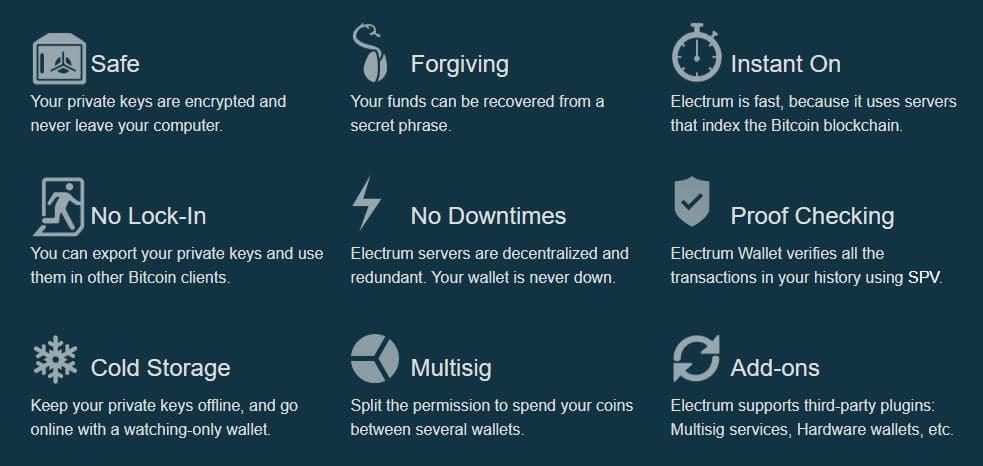 Safe
Your private keys are encrypted and
never leave your computer.
Forgiving
Your funds can be recovered from a
secret phrase.
Instant On
Electrum is fast, because it uses servers
that index the Bitcoin blockchain.
No Lock-In
You can export your private keys and use
them in other Bitcoin clients.
No Downtimes
Electrum servers are decentralized and
redundant. Your wallet is never down.
Proof Checking
Electrum Wallet verifies all the
transactions in your history using SPV.
Cold Storage
Keep your private keys offline, and go
online with a watching-only wallet.
Multisig
Split the permission to spend your coins
between several wallets.
Add-ons
Electrum supports third-party plugins:
Multisig services, Hardware wallets, etc.